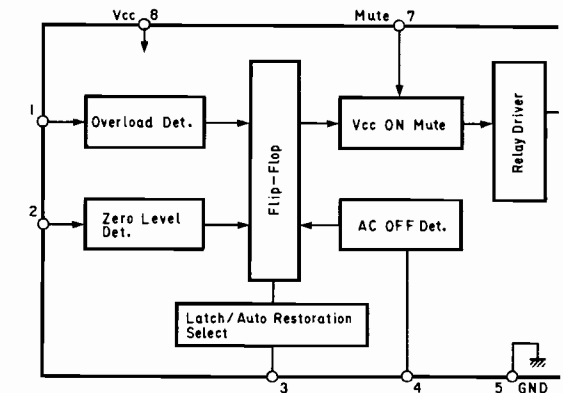 Vcc 8
Mute 7
1
Overload Det.
Flip-Flop
Vcc ON Mute
Relay Driver
2
Zero Level
Det.
AC OFF Det.
Latch/Auto Restoration
Select
3
4
5 GND